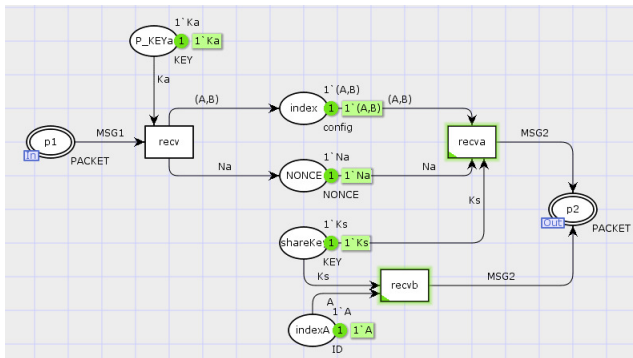 1`Ka
P_KEYa 1 1`Ka
KEY
Ka
1`(A,B)
(A,B) index 1 1`(A,B) (A,B)
config
p1 MSG1 recv recva MSG2
In PACKET
1`Na
Na NONCE 1 1`Na Na
NONCE
Ks
1`Ks
p2
Out PACKET
shareKe 1 1`Ks
KEY
Ks recvb MSG2
A
1`A
indexA 1 1`A
ID